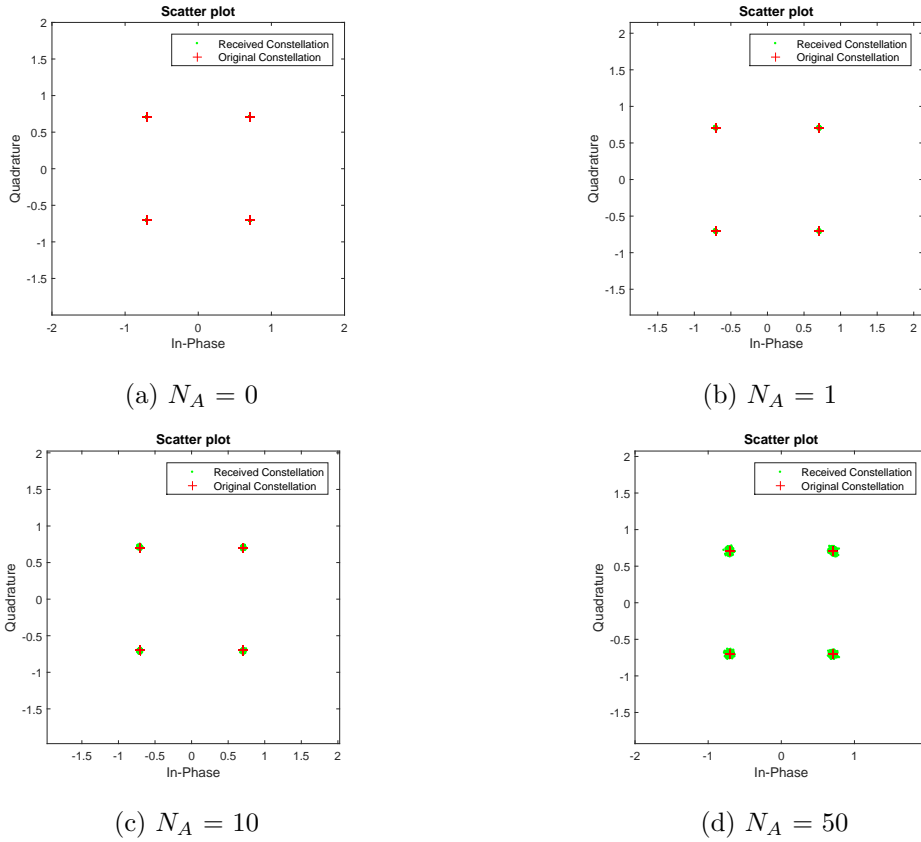 Scatter plot
Received Constellation
Original Constellation
Quadrature
2
1.5
1
0.5
0
-0.5
-1
-1.5
-2 -1 0 1 2
In-Phase
(a) N_A = 0
Scatter plot
Received Constellation
Original Constellation
Quadrature
2
1.5
1
0.5
0
-0.5
-1
-1.5
-1.5 -1 -0.5 0 0.5 1 1.5 2
In-Phase
(b) N_A = 1
Scatter plot
Received Constellation
Original Constellation
Quadrature
2
1.5
1
0.5
0
-0.5
-1
-1.5
-1.5 -1 -0.5 0 0.5 1 1.5 2
In-Phase
(c) N_A = 10
Scatter plot
Received Constellation
Original Constellation
Quadrature
2
1.5
1
0.5
0
-0.5
-1
-1.5
-2 -1 0 1
In-Phase
(d) N_A = 50